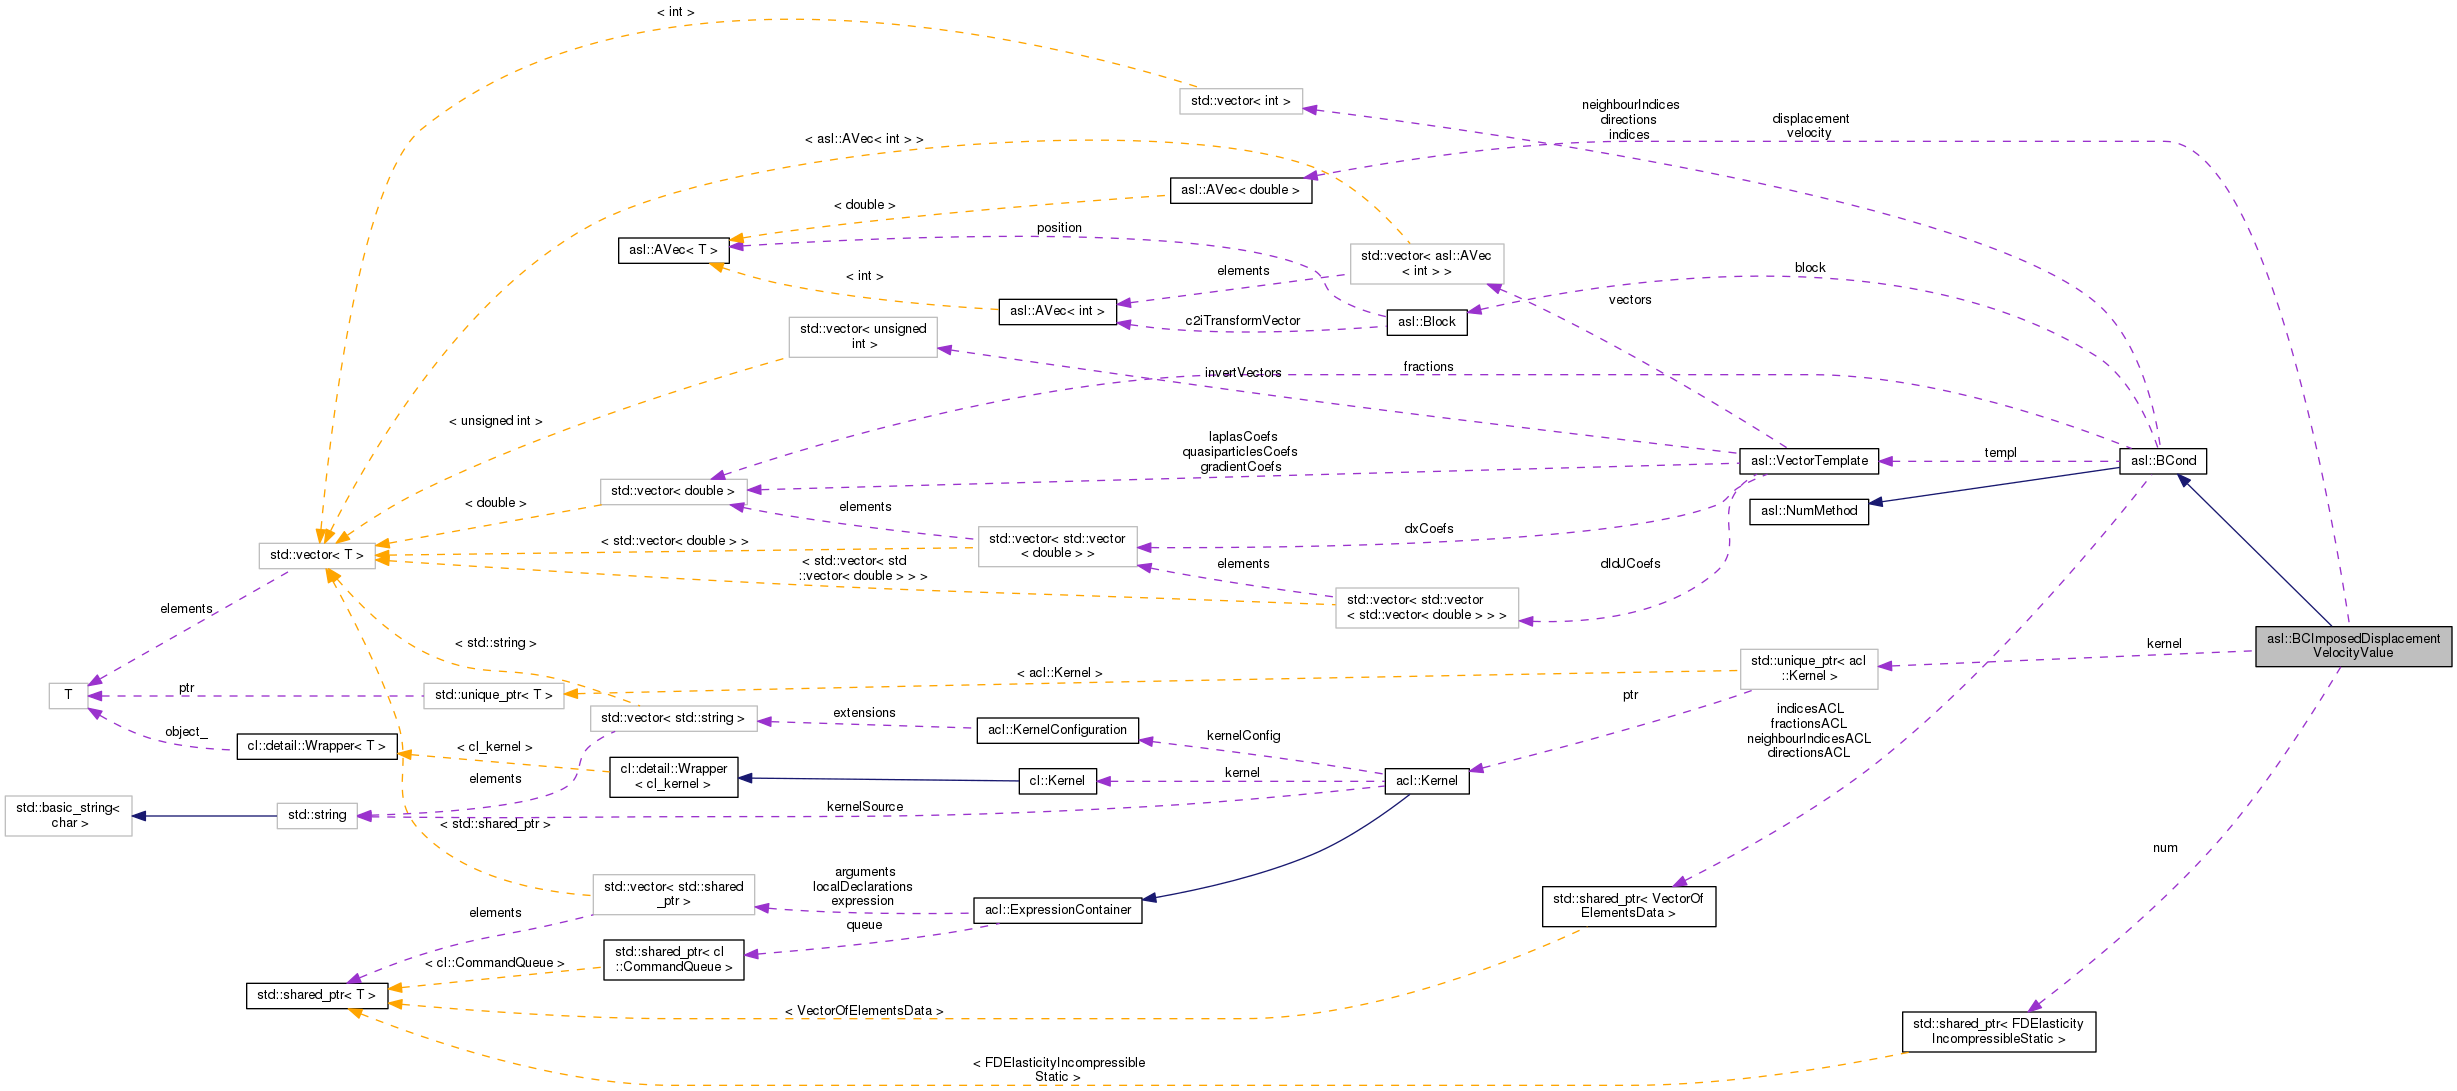 < int >
std::vector< int >
neighbourIndices
directions
indices
displacement
velocity
< asl::AVec< int > >
asl::AVec< double >
< double >
position
asl::AVec< T >
std::vector< asl::AVec
< int > >
elements
< int >
block
vectors
asl::AVec< int >
c2iTransformVector
asl::Block
std::vector< unsigned
int >
invertVectors
fractions
< unsigned int >
laplasCoefs
quasiparticlesCoefs
gradientCoefs
asl::VectorTemplate
templ
asl::BCond
std::vector< double >
< double >
elements
asl::NumMethod
dxCoefs
std::vector< std::vector
< double > >
< std::vector< double > >
std::vector< T >
< std::vector< std
::vector< double > > >
elements
dldJCoefs
std::vector< std::vector
< std::vector< double > > >
elements
< std::string >
asl::BCImposedDisplacement
VelocityValue
kernel
std::unique_ptr< acl
::Kernel >
< acl::Kernel >
T
ptr
std::unique_ptr< T >
ptr
std::vector< std::string >
extensions
acl::KernelConfiguration
kernelConfig
indicesACL
fractionsACL
neighbourIndicesACL
directionsACL
object_
cl::detail::Wrapper< T >
< cl_kernel >
cl::detail::Wrapper
< cl_kernel >
cl::Kernel
kernel
acl::Kernel
elements
std::basic_string<
char >
std::string
kernelSource
< std::shared_ptr >
num
std::vector< std::shared
_ptr >
arguments
localDeclarations
expression
acl::ExpressionContainer
std::shared_ptr< VectorOf
ElementsData >
elements
queue
std::shared_ptr< cl
::CommandQueue >
< cl::CommandQueue >
std::shared_ptr< T >
< VectorOfElementsData >
std::shared_ptr< FDElasticity
IncompressibleStatic >
< FDElasticityIncompressible
Static >